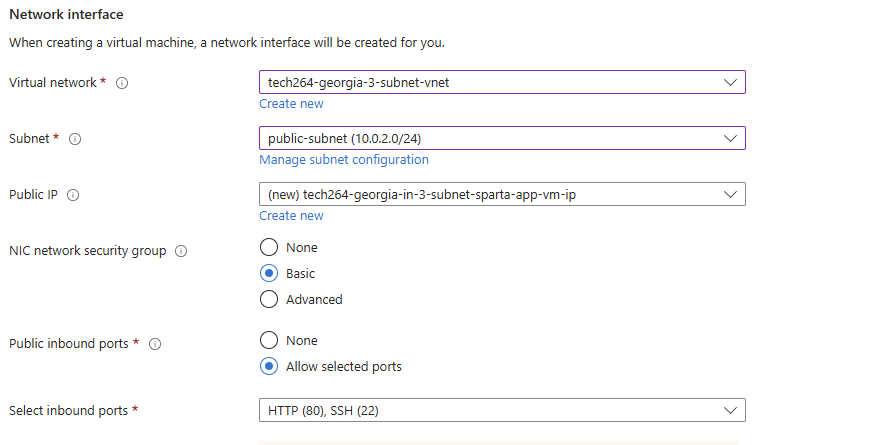 Network interface
When creating a virtual machine, a network interface will be created for you.
Virtual network *
tech264-georgia-3-subnet-vnet
Create new
Subnet *
public-subnet (10.0.2.0/24)
Manage subnet configuration
Public IP
(new) tech264-georgia-in-3-subnet-sparta-app-vm-ip
Create new
NIC network security group
None
Basic
Advanced
Public inbound ports *
None
Allow selected ports
Select inbound ports *
HTTP (80), SSH (22)